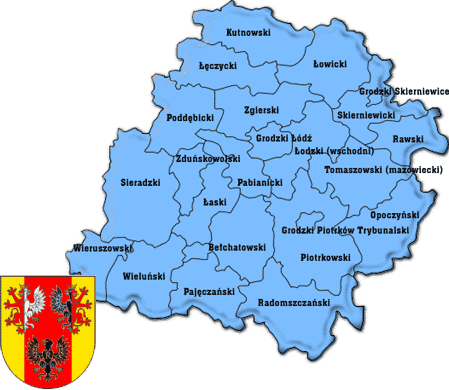 Kutnowski
Łęczycki
Łowicki
Grodzki Skierniewice
Zgierski
Poddębicki
Skierniewicki
Grodzki Łódź
Rawski
Łodzki (wschodni)
Zduńskowolski
Tomaszowski (mazowiecki)
Sieradzki
Pabianicki
Łaski
Opoczyński
Grodzki Piotrków Trybunalski
Wieruszowski
Bełchatowski
Piotrkowski
Wieluński
Pajęczański
Radomszczański